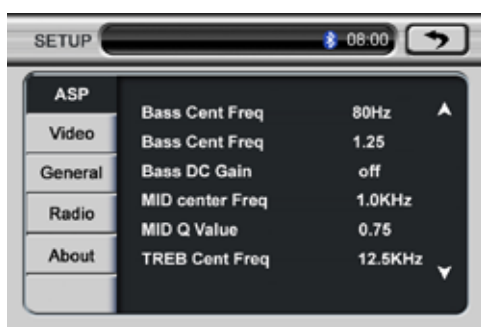 SETUP 08:00
ASP
Video
General
Radio
About
Bass Cent Freq 80Hz
Bass Cent Freq 1.25
Bass DC Gain off
MID center Freq 1.0KHz
MID Q Value 0.75
TREB Cent Freq 12.5KHz